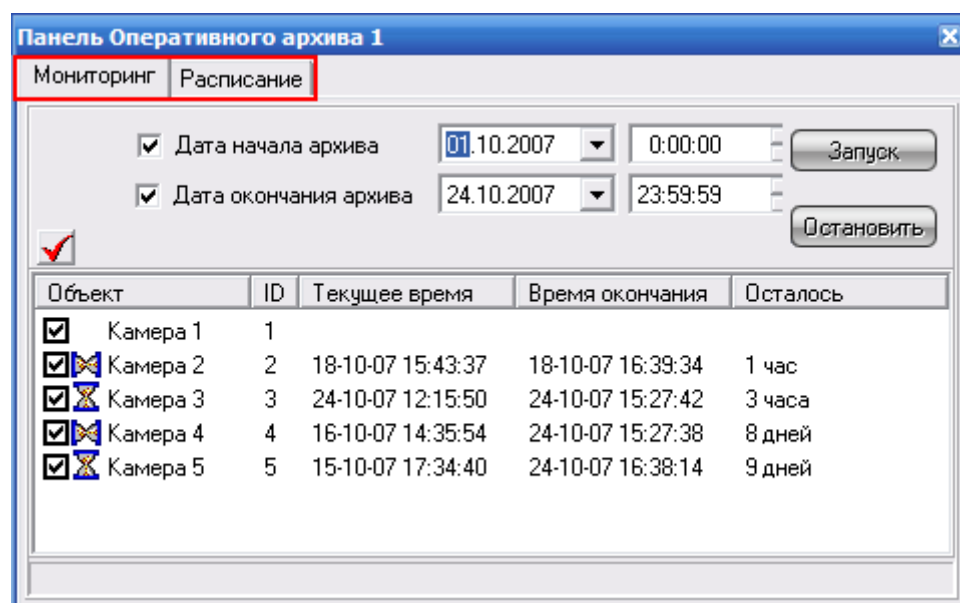 Панель Оперативного архива 1
Мониторинг Расписание
Дата начала архива 01.10.2007 0:00:00 Запуск
Дата окончания архива 24.10.2007 23:59:59
Остановить
Объект ID Текущее время Время окончания Осталось
Камера 1 1
Камера 2 2 18-10-07 15:43:37 18-10-07 16:39:34 1 час
Камера 3 3 24-10-07 12:15:50 24-10-07 15:27:42 3 часа
Камера 4 4 16-10-07 14:35:54 24-10-07 15:27:38 8 дней
Камера 5 5 15-10-07 17:34:40 24-10-07 16:38:14 9 дней